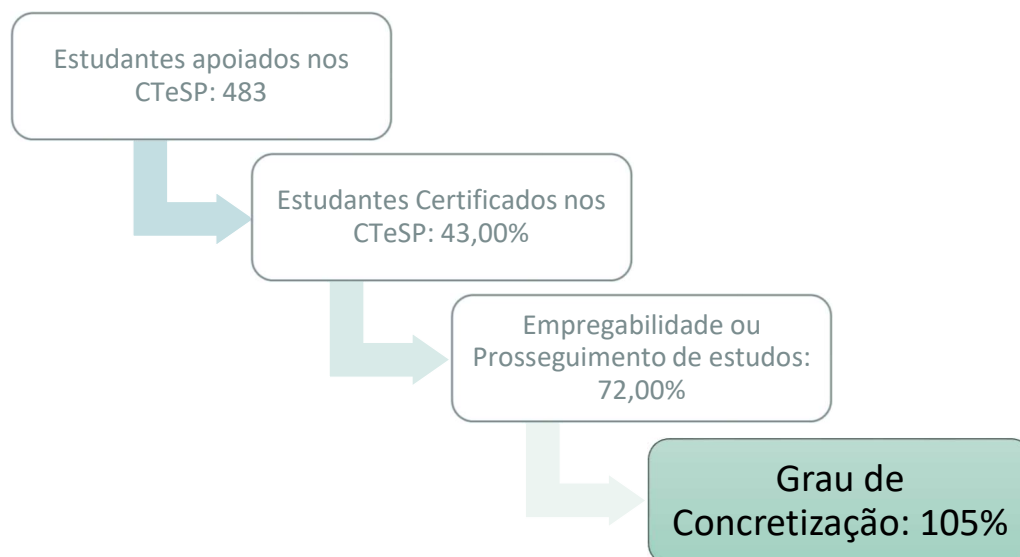 Estudantes apoiados nos
CTeSP: 483
Estudantes Certificados nos
CTeSP: 43,00%
Empregabilidade ou
Prosseguimento de estudos:
72,00%
Grau de
Concretização: 105%